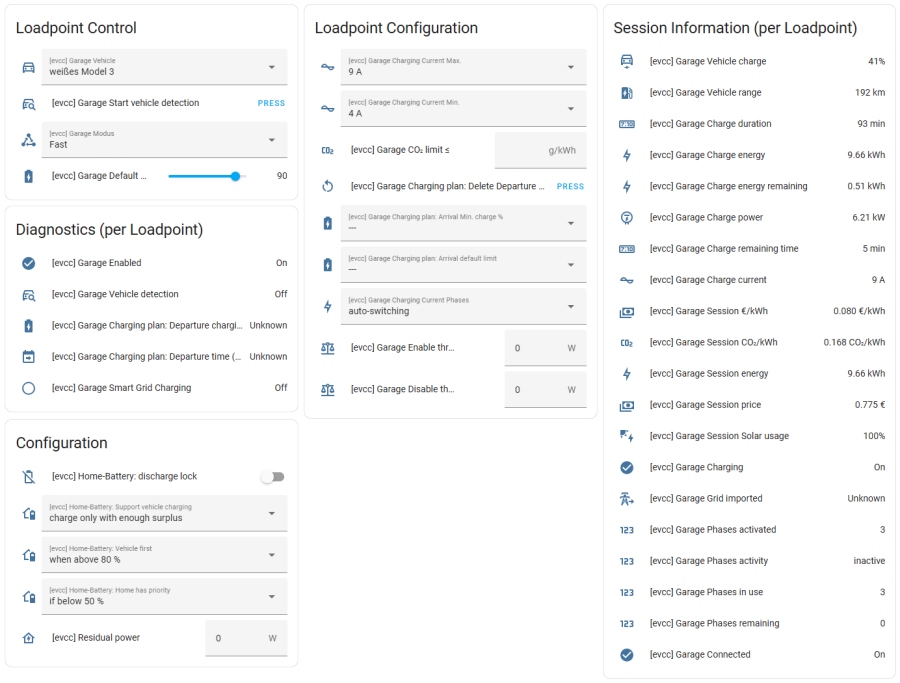 Loadpoint Control
[evcc] Garage Vehicle
weißes Model 3
[evcc] Garage Start vehicle detection PRESS
[evcc] Garage Modus
Fast
[evcc] Garage Default ... 90
Diagnostics (per Loadpoint)
[evcc] Garage Enabled On
[evcc] Garage Vehicle detection Off
[evcc] Garage Charging plan: Departure chargi... Unknown
[evcc] Garage Charging plan: Departure time (... Unknown
[evcc] Garage Smart Grid Charging Off
Configuration
[evcc] Home-Battery: discharge lock
[evcc] Home-Battery: Support vehicle charging
charge only with enough surplus
[evcc] Home-Battery: Vehicle first
when above 80 %
[evcc] Home-Battery: Home has priority
if below 50 %
[evcc] Residual power 0 W
Loadpoint Configuration
[evcc] Garage Charging Current Max.
9 A
[evcc] Garage Charging Current Min.
4 A
CO₂ [evcc] Garage CO₂ limit ≤ g/kWh
[evcc] Garage Charging plan: Delete Departure ... PRESS
[evcc] Garage Charging plan: Arrival Min. charge %
---
[evcc] Garage Charging plan: Arrival default limit
---
[evcc] Garage Charging Current Phases
auto-switching
[evcc] Garage Enable thr... 0 W
[evcc] Garage Disable th... 0 W
Session Information (per Loadpoint)
[evcc] Garage Vehicle charge 41%
[evcc] Garage Vehicle range 192 km
[evcc] Garage Charge duration 93 min
[evcc] Garage Charge energy 9.66 kWh
[evcc] Garage Charge energy remaining 0.51 kWh
[evcc] Garage Charge power 6.21 kW
[evcc] Garage Charge remaining time 5 min
[evcc] Garage Charge current 9 A
[evcc] Garage Session €/kWh 0.080 €/kWh
CO₂ [evcc] Garage Session CO₂/kWh 0.168 CO₂/kWh
[evcc] Garage Session energy 9.66 kWh
[evcc] Garage Session price 0.775 €
[evcc] Garage Session Solar usage 100%
[evcc] Garage Charging On
[evcc] Garage Grid imported Unknown
123 [evcc] Garage Phases activated 3
123 [evcc] Garage Phases activity inactive
123 [evcc] Garage Phases in use 3
123 [evcc] Garage Phases remaining 0
[evcc] Garage Connected On